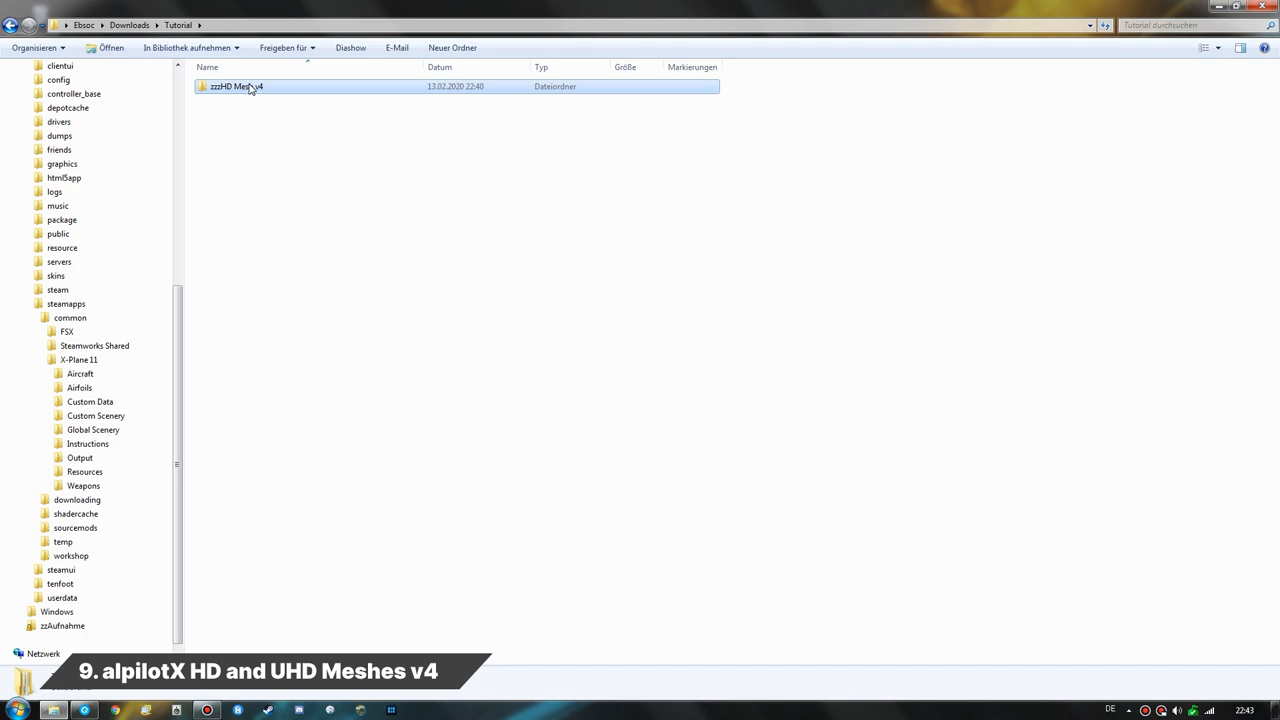 Ebsoc
Downloads
Tutorial
Tutorial durchsuchen
Organisieren
Öffnen
In Bibliothek aufnehmen
Freigeben für
Diashow
E-Mail
Neuer Ordner
Name
Datum
Typ
Größe
Markierungen
zzzHD Mesh v4
13.02.2020 22:40
Dateiordner
clientui
config
controller_base
depotcache
drivers
dumps
friends
graphics
html5app
logs
music
package
public
resource
servers
skins
steam
steamapps
common
FSX
Steamworks Shared
X-Plane 11
Aircraft
Airfoils
Custom Data
Custom Scenery
Global Scenery
Instructions
Output
Resources
Weapons
downloading
shadercache
sourcemods
temp
workshop
steamui
tenfoot
userdata
Windows
zzAufnahme
Netzwerk
9. alpilotX HD and UHD Meshes v4
DE
22:43